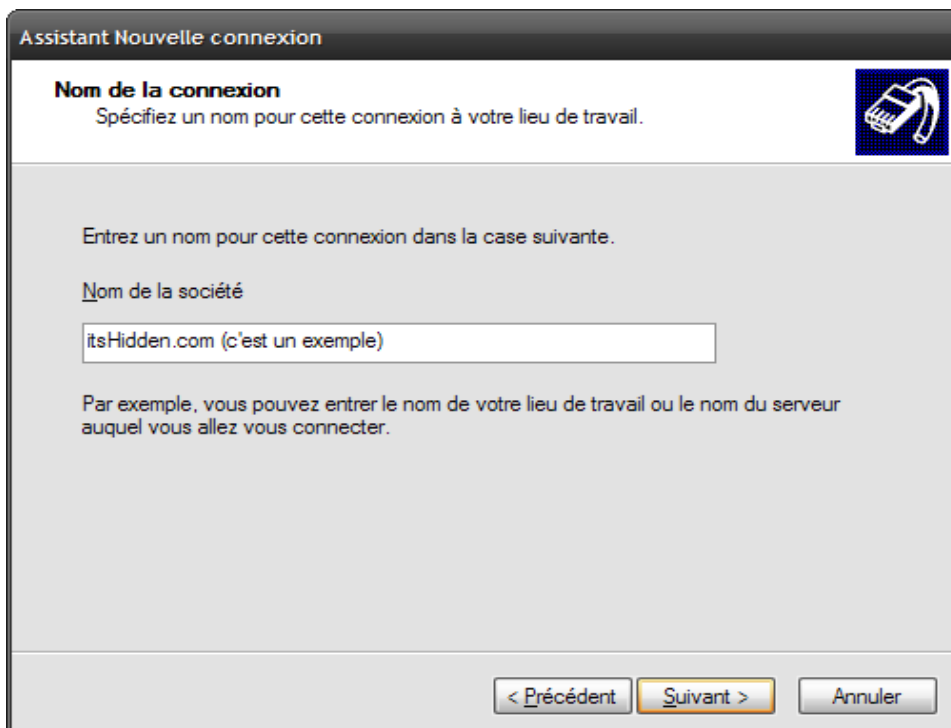 Assistant Nouvelle connexion
Nom de la connexion
Spécifiez un nom pour cette connexion à votre lieu de travail.
Entrez un nom pour cette connexion dans la case suivante.
Nom de la société
itsHidden.com (c'est un exemple)
Par exemple, vous pouvez entrer le nom de votre lieu de travail ou le nom du serveur
auquel vous allez vous connecter.
< Précédent Suivant > Annuler